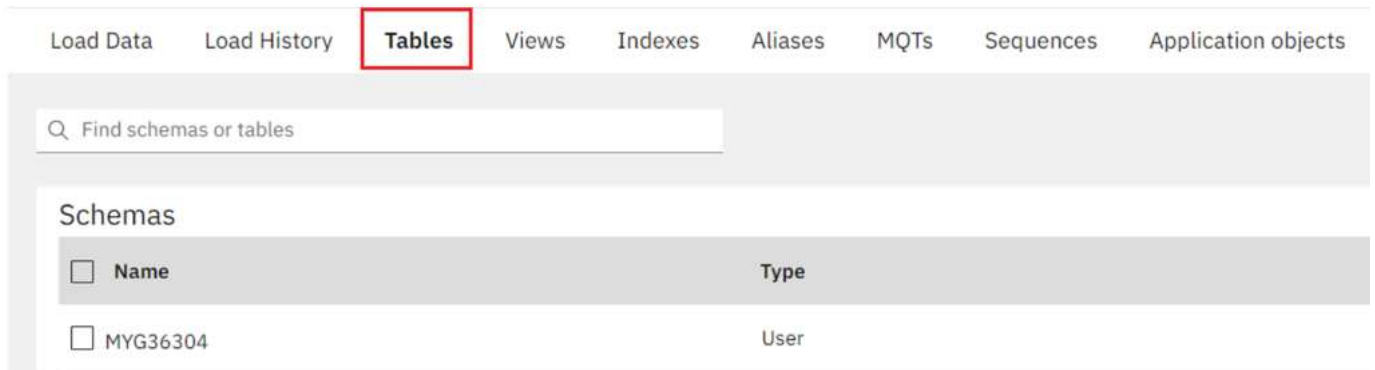 Load Data Load History Tables Views Indexes Aliases MQTs Sequences Application objects
Find schemas or tables
Schemas
Name Type
MYG36304 User